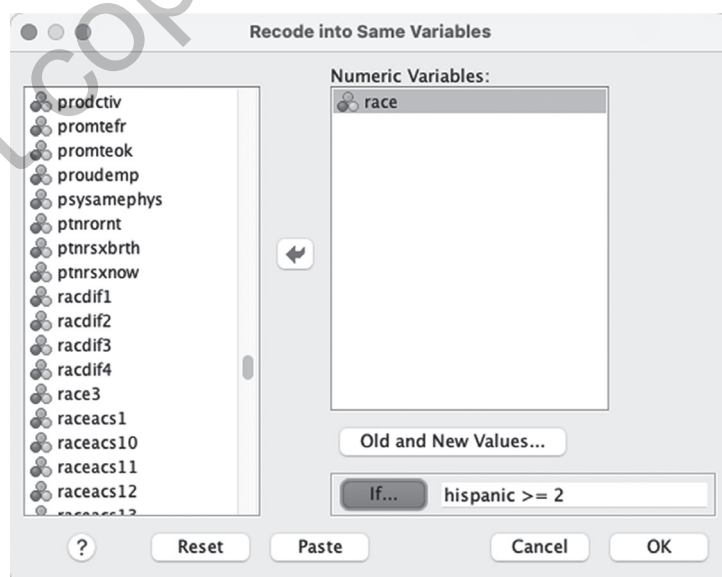 Recode into Same Variables
Numeric Variables:
prodctiv
promtefr
promteok
proudemp
psysamephys
ptnrornt
ptnrsxbrth
ptnrsxnow
racdif1
racdif2
racdif3
racdif4
race3
raceacs1
raceacs10
raceacs11
raceacs12
race
Old and New Values...
If...
hispanic >= 2
?
Reset
Paste
Cancel
OK